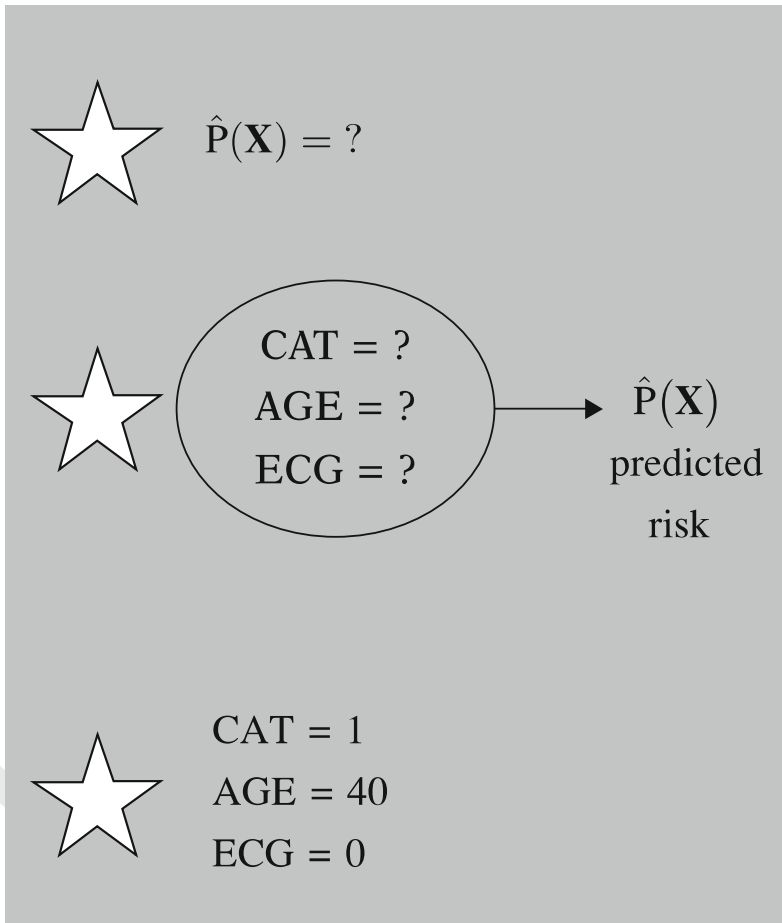 P̂(X) = ?
CAT = ?
AGE = ?
ECG = ?
P̂(X)
predicted
risk
CAT = 1
AGE = 40
ECG = 0